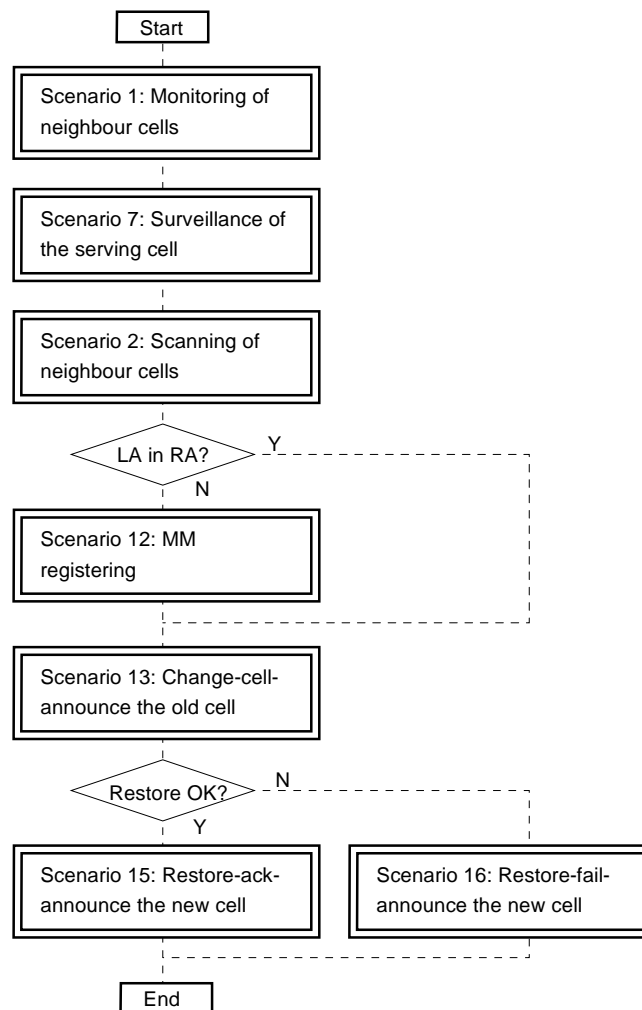 Start
Scenario 1: Monitoring of
neighbour cells
Scenario 7: Surveillance of
the serving cell
Scenario 2: Scanning of
neighbour cells
LA in RA?
Y
N
Scenario 12: MM
registering
Scenario 13: Change-cell-
announce the old cell
Restore OK?
N
Y
Scenario 15: Restore-ack-
announce the new cell
Scenario 16: Restore-fail-
announce the new cell
End